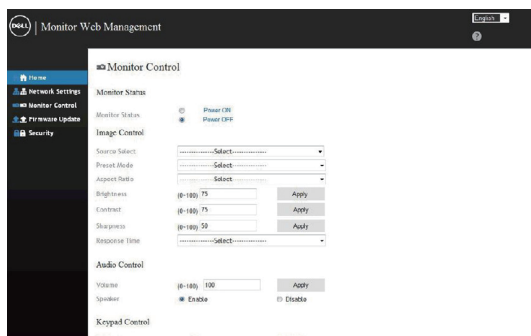 DELL | Monitor Web Management
English
Home
Network Settings
Monitor Control
Firmware Update
Security
Monitor Control
Monitor Status
Monitor Status
Power ON
Power OFF
Image Control
Source Select ---------------Select---------------
Preset Mode ---------------Select---------------
Aspect Ratio ---------------Select---------------
Brightness (0~100) 75 Apply
Contrast (0~100) 75 Apply
Sharpness (0~100) 50 Apply
Response Time ---------------Select---------------
Audio Control
Volume (0~100) 100 Apply
Speaker Enable Disable
Keypad Control